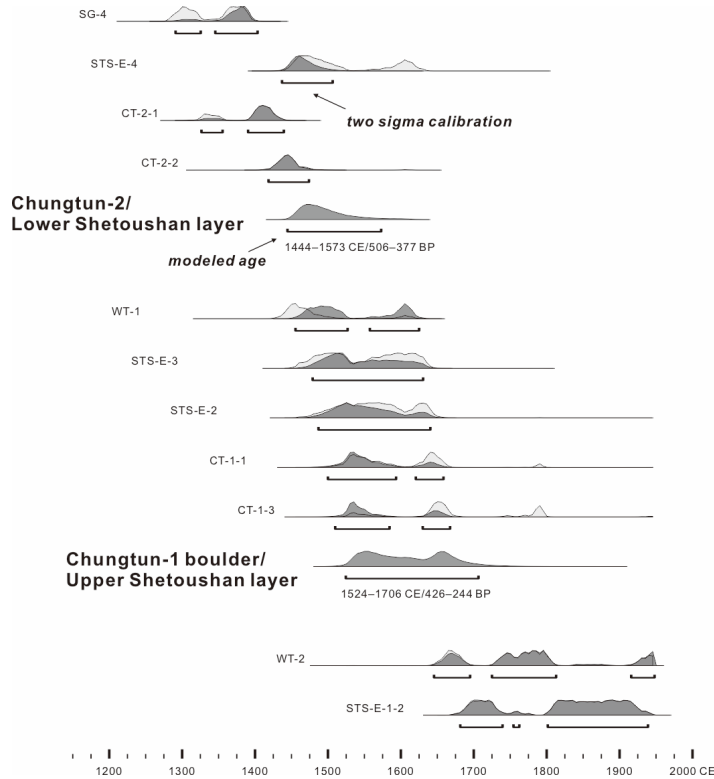 SG-4
STS-E-4
two sigma calibration
CT-2-1
CT-2-2
Chungtun-2/
Lower Shetoushan layer
modeled age
1444–1573 CE/506–377 BP
WT-1
STS-E-3
STS-E-2
CT-1-1
CT-1-3
Chungtun-1 boulder/
Upper Shetoushan layer
1524–1706 CE/426–244 BP
WT-2
STS-E-1-2
1200 1300 1400 1500 1600 1700 1800 1900 2000 CE